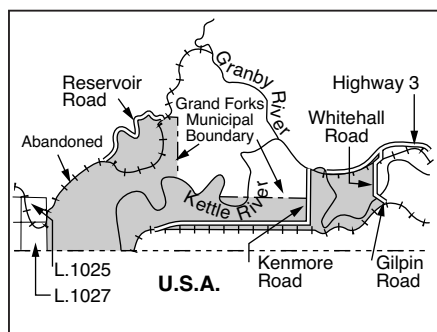 Granby River
Highway 3
Reservoir
Road
Grand Forks
Municipal
Boundary
Whitehall
Road
Abandoned
Kettle River
L.1025
L.1027
U.S.A.
Kenmore
Road
Gilpin
Road